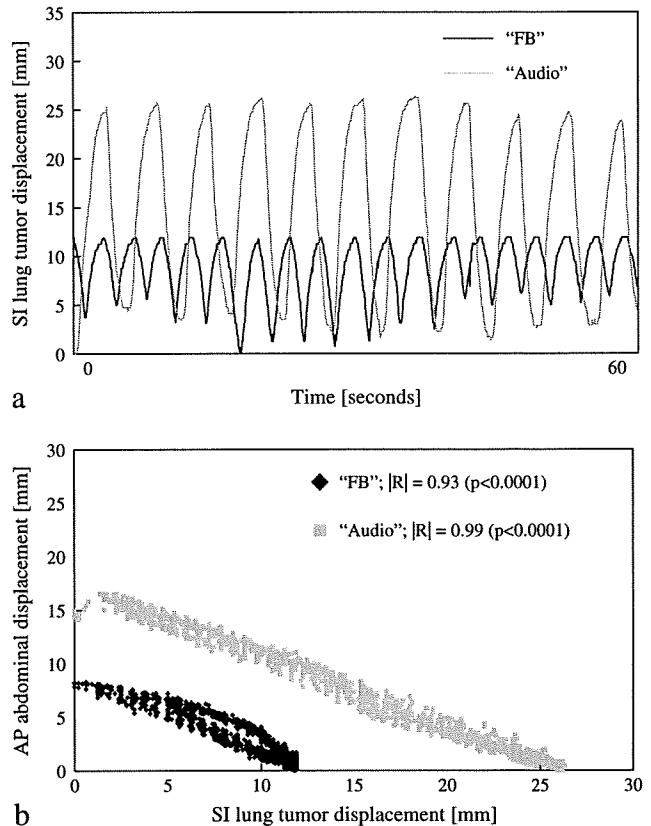 35
30
25
20
15
10
5
0
SI lung tumor displacement [mm]
“FB”
“Audio”
0
60
Time [seconds]
a
30
25
20
15
10
5
0
AP abdominal displacement [mm]
“FB”; |R| = 0.93 (p<0.0001)
“Audio”; |R| = 0.99 (p<0.0001)
0
5
10
15
20
25
30
SI lung tumor displacement [mm]
b